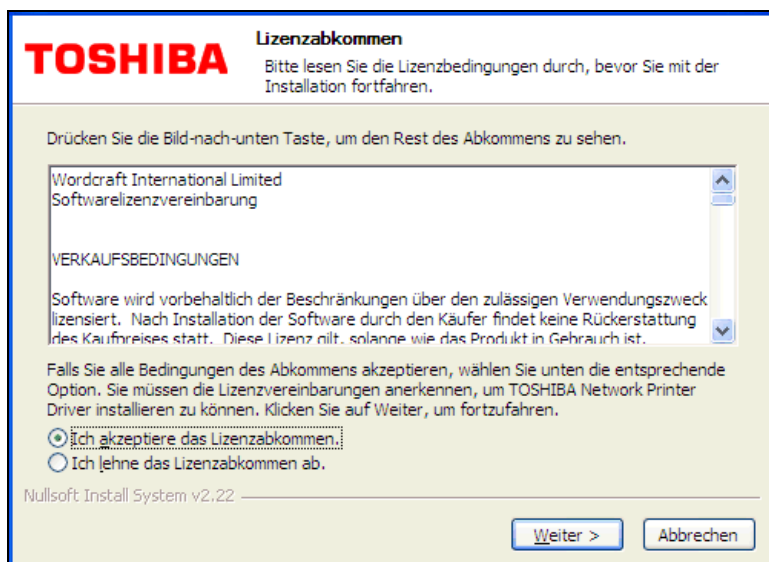 TOSHIBA
Lizenzabkommen
Bitte lesen Sie die Lizenzbedingungen durch, bevor Sie mit der
Installation fortfahren.
Drücken Sie die Bild-nach-unten Taste, um den Rest des Abkommens zu sehen.
Wordcraft International Limited
Softwarelizenzvereinbarung
VERKAUFSBEDINGUNGEN
Software wird vorbehaltlich der Beschränkungen über den zulässigen Verwendungszweck
lizensiert. Nach Installation der Software durch den Käufer findet keine Rückerstattung
des Kaufpreises statt. Diese Lizenz gilt, solange wie das Produkt in Gebrauch ist.
Falls Sie alle Bedingungen des Abkommens akzeptieren, wählen Sie unten die entsprechende
Option. Sie müssen die Lizenzvereinbarungen anerkennen, um TOSHIBA Network Printer
Driver installieren zu können. Klicken Sie auf Weiter, um fortzufahren.
Ich akzeptiere das Lizenzabkommen.
Ich lehne das Lizenzabkommen ab.
Nullsoft Install System v2.22
Weiter >
Abbrechen